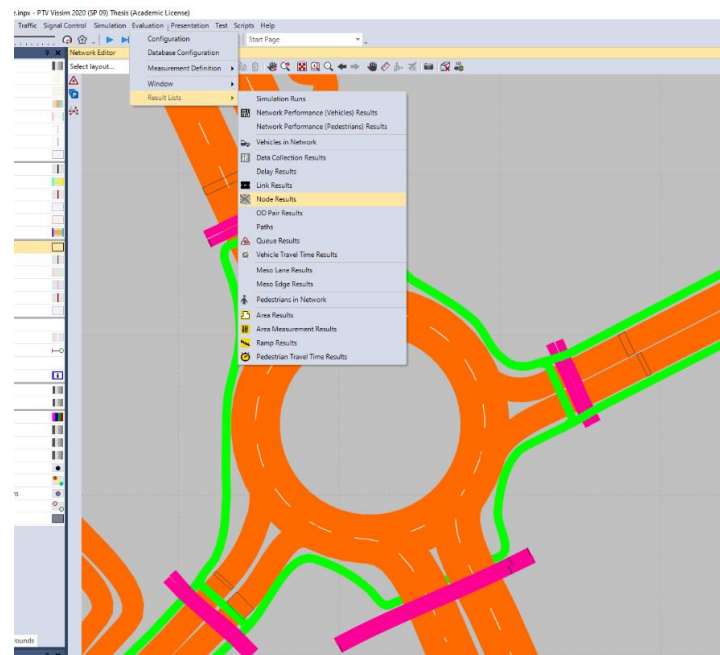 s.inpx - PTV Vissim 2020 (SP 09) Thesis (Academic License)
Traffic Signal Control Simulation Evaluation Presentation Test Scripts Help
Start Page
Network Editor
Select layout...
Configuration
Database Configuration
Measurement Definition
Window
Result Lists
Simulation Runs
Network Performance (Vehicles) Results
Network Performance (Pedestrians) Results
Vehicles in Network
Data Collection Results
Delay Results
Link Results
Node Results
OD Pair Results
Paths
Queue Results
Vehicle Travel Time Results
Meso Lane Results
Meso Edge Results
Pedestrians in Network
Area Results
Area Measurement Results
Ramp Results
Pedestrian Travel Time Results
rounds